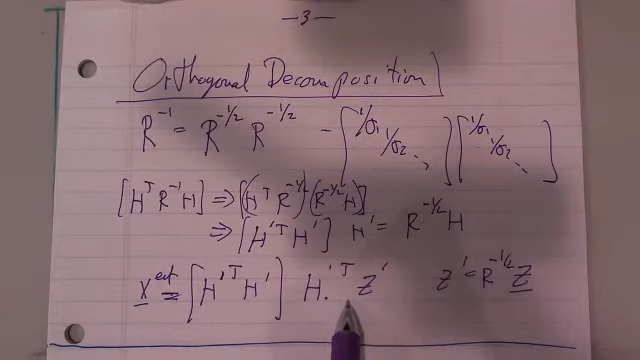 -3-
Orthogonal Decomposition
R^{-1} = R^{-1/2} R^{-1/2} - [1/σ1 1/σ2 ⋱] [1/σ1 1/σ2 ⋱]
[H^T R^{-1} H] ⇒ [(H^T R^{-1/2}) (R^{-1/2} H)]
⇒ [H'^T H'] H' = R^{-1/2} H
X^{est} = [H'^T H'] H'^T Z' Z' = R^{-1/2} Z